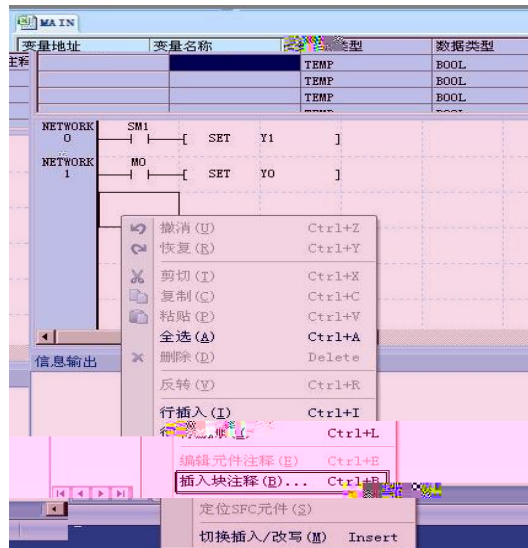 MAIN
变量地址 变量名称 类型 数据类型
TEMP BOOL
TEMP BOOL
TEMP BOOL
NETWORK 0 SM1 [ SET Y1 ]
NETWORK 1 M0 [ SET Y0 ]
撤消(U) Ctrl+Z
恢复(R) Ctrl+Y
剪切(T) Ctrl+X
复制(C) Ctrl+C
粘贴(P) Ctrl+V
全选(A) Ctrl+A
删除(D) Delete
反转(V) Ctrl+R
信息输出
行插入(I) Ctrl+I
行 Ctrl+L
编辑元件注释(E) Ctrl+E
插入块注释(B)... Ctrl+B
定位SFC元件(S)
切换插入/改写(M) Insert